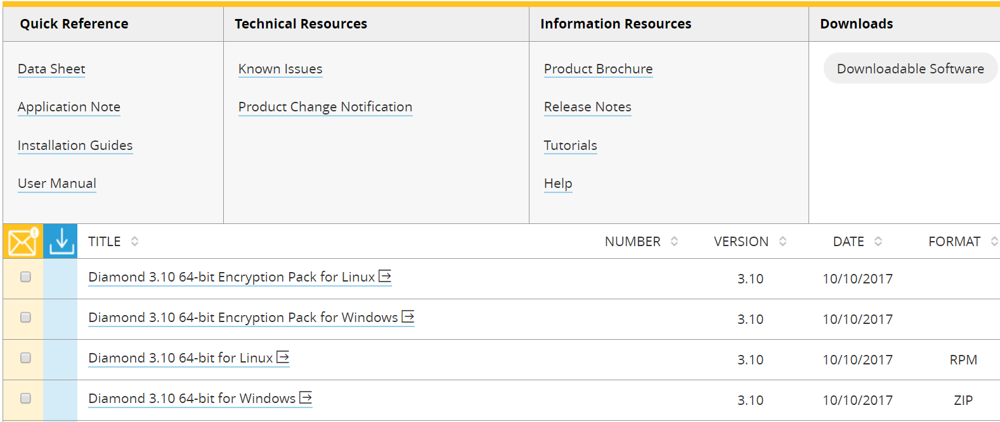 Quick Reference Technical Resources Information Resources Downloads
Data Sheet Known Issues Product Brochure Downloadable Software
Application Note Product Change Notification Release Notes
Installation Guides Tutorials
User Manual Help
TITLE NUMBER VERSION DATE FORMAT
Diamond 3.10 64-bit Encryption Pack for Linux 3.10 10/10/2017
Diamond 3.10 64-bit Encryption Pack for Windows 3.10 10/10/2017
Diamond 3.10 64-bit for Linux 3.10 10/10/2017 RPM
Diamond 3.10 64-bit for Windows 3.10 10/10/2017 ZIP